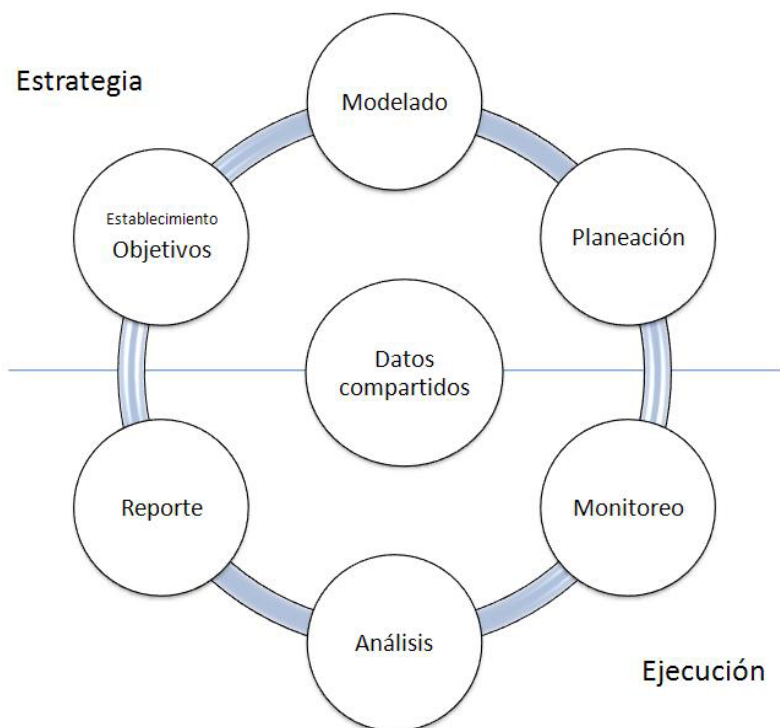 Estrategia
Modelado
Establecimiento
Objetivos
Planeación
Datos
compartidos
Reporte
Monitoreo
Análisis
Ejecución